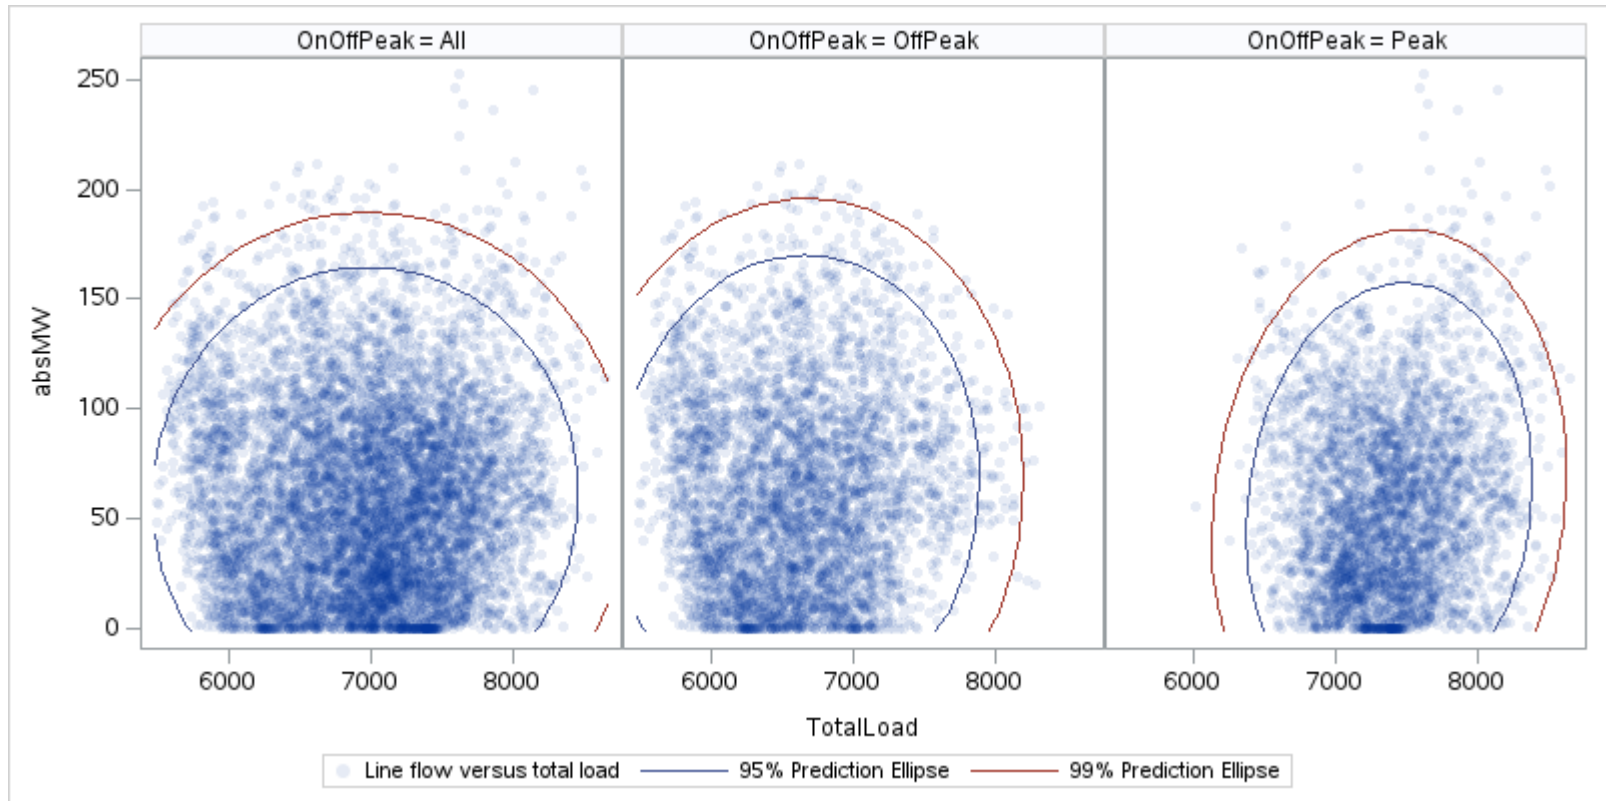 OnOffPeak = All
OnOffPeak = OffPeak
OnOffPeak = Peak
250
200
150
100
50
0
absMW
6000 7000 8000
6000 7000 8000
6000 7000 8000
TotalLoad
Line flow versus total load
95% Prediction Ellipse
99% Prediction Ellipse